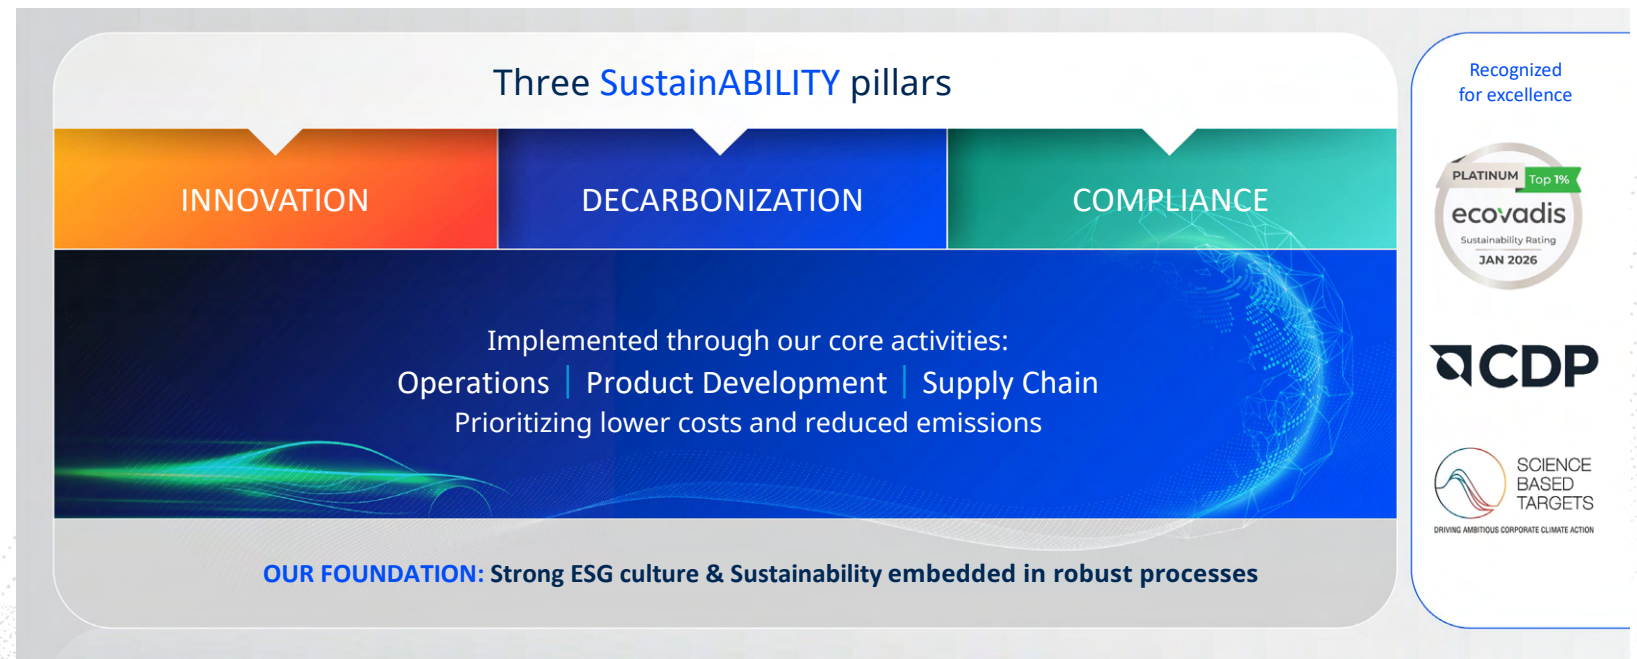 Three SustainABILITY pillars
INNOVATION
DECARBONIZATION
COMPLIANCE
Implemented through our core activities:
Operations | Product Development | Supply Chain
Prioritizing lower costs and reduced emissions
OUR FOUNDATION: Strong ESG culture & Sustainability embedded in robust processes
Recognized
for excellence
PLATINUM Top 1%
ecovadis
Sustainability Rating
JAN 2026
CDP
SCIENCE
BASED
TARGETS
DRIVING AMBITIOUS CORPORATE CLIMATE ACTION